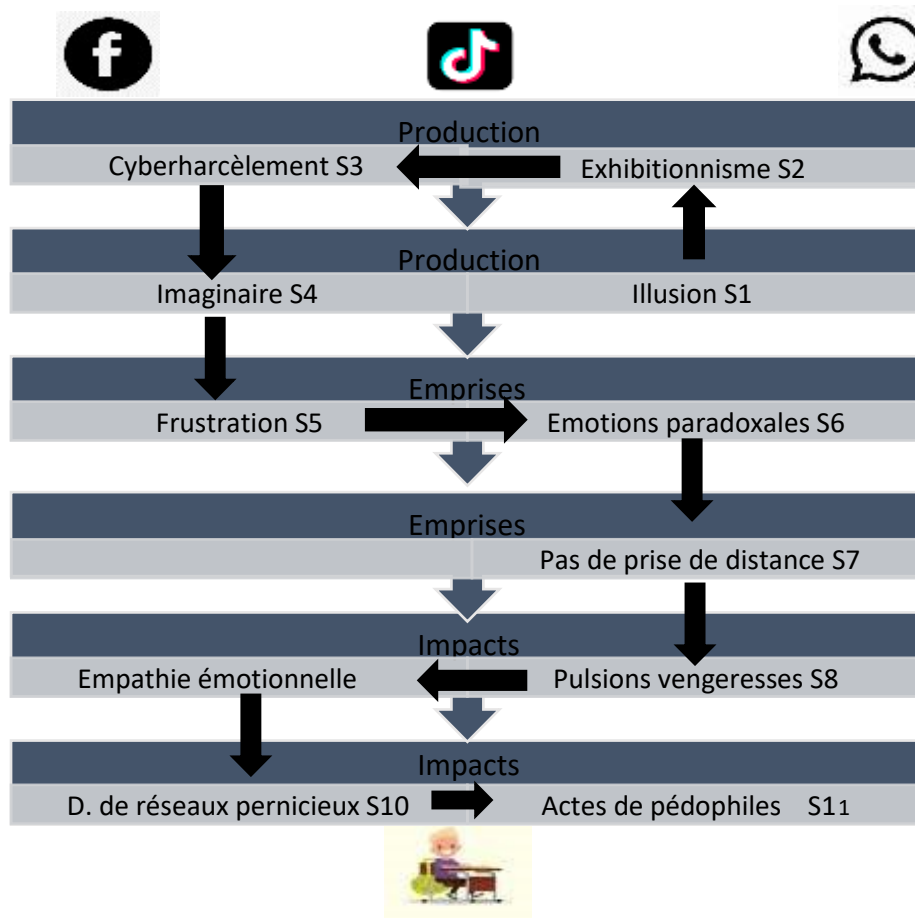 Production
Cyberharcèlement S3 Exhibitionnisme S2
Production
Imaginaire S4 Illusion S1
Emprises
Frustration S5 Emotions paradoxales S6
Emprises
Pas de prise de distance S7
Impacts
Empathie émotionnelle Pulsions vengeresses S8
Impacts
D. de réseaux pernicieux S10 Actes de pédophiles S11